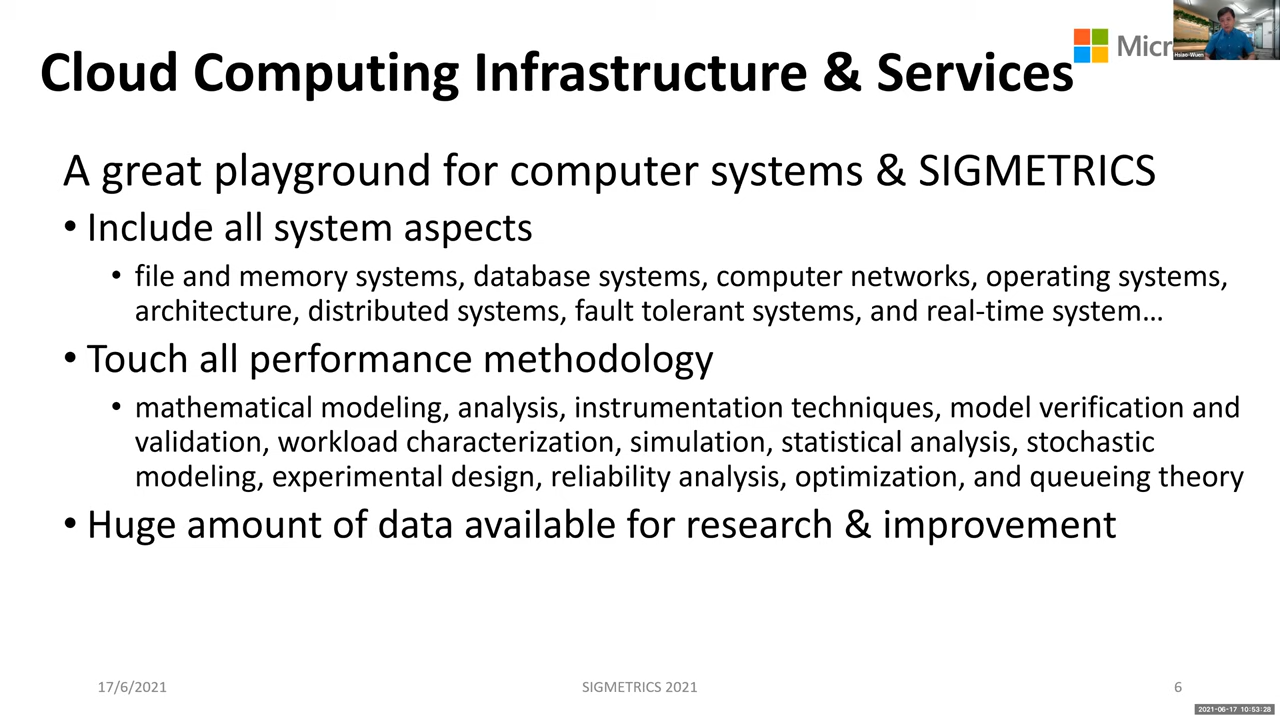 Cloud Computing Infrastructure & Services
Micr
Hsiao-Wuen
A great playground for computer systems & SIGMETRICS
• Include all system aspects
• file and memory systems, database systems, computer networks, operating systems,
architecture, distributed systems, fault tolerant systems, and real-time system…
• Touch all performance methodology
• mathematical modeling, analysis, instrumentation techniques, model verification and
validation, workload characterization, simulation, statistical analysis, stochastic
modeling, experimental design, reliability analysis, optimization, and queueing theory
• Huge amount of data available for research & improvement
17/6/2021
SIGMETRICS 2021
6
2021-06-17 10:53:28